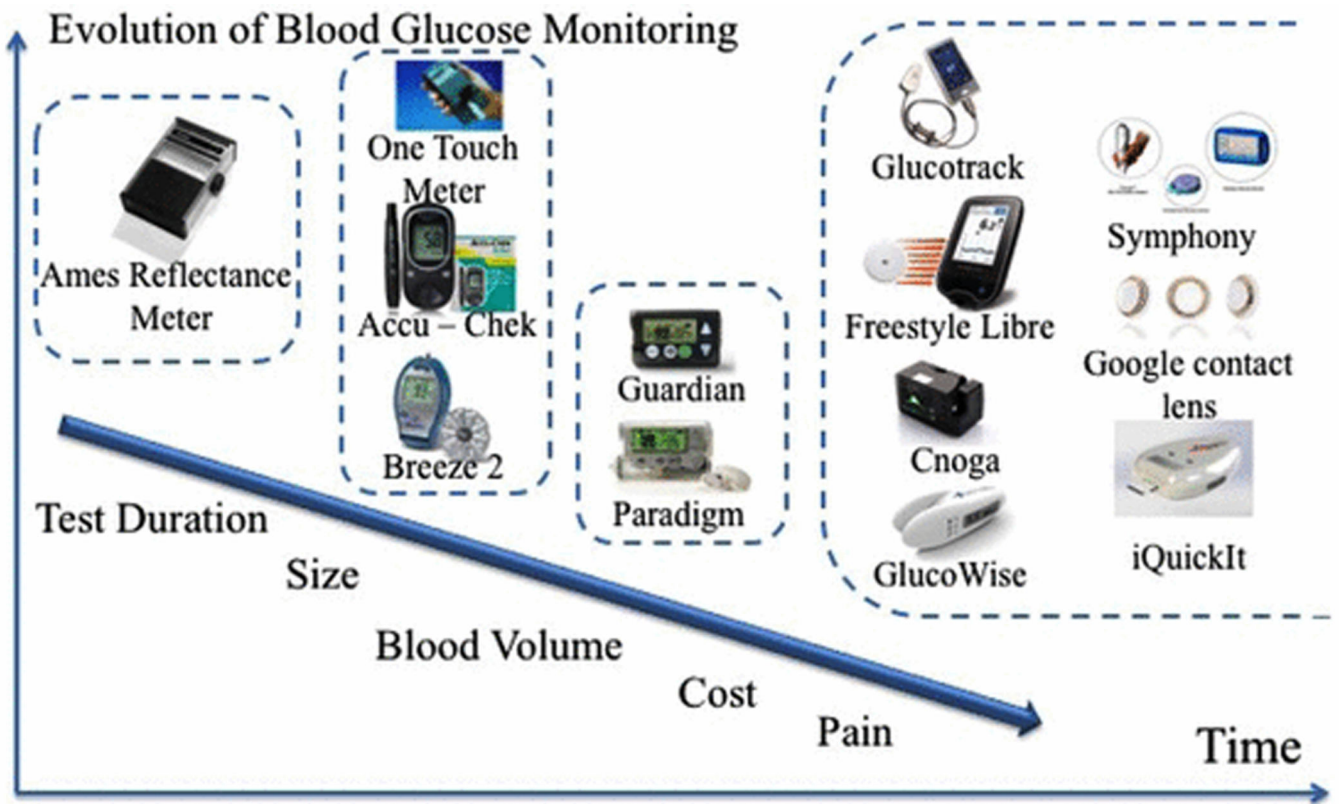 Evolution of Blood Glucose Monitoring
Ames Reflectance
Meter
One Touch
Meter
Accu – Chek
Breeze 2
Guardian
Paradigm
Glucotrack
Freestyle Libre
Cnoga
GlucoWise
Symphony
Google contact
lens
iQuickIt
Test Duration
Size
Blood Volume
Cost
Pain
Time